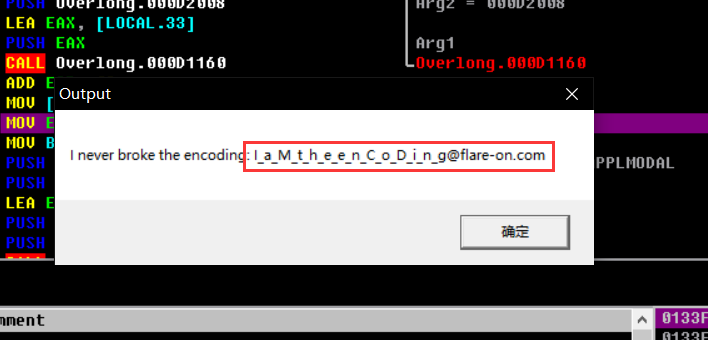 PUSH Overlong.000D2008
Arg2 = 000D2008
LEA EAX, [LOCAL.33]
PUSH EAX
Arg1
CALL Overlong.000D1160
Overlong.000D1160
ADD E
MOV [
MOV E
MOV B
PUSH
PUSH
LEA E
PUSH
PUSH
Output
I never broke the encoding: I_a_M_t_h_e_e_n_C_o_D_i_n_g@flare-on.com
PPLMODAL
确定
mment
0133F